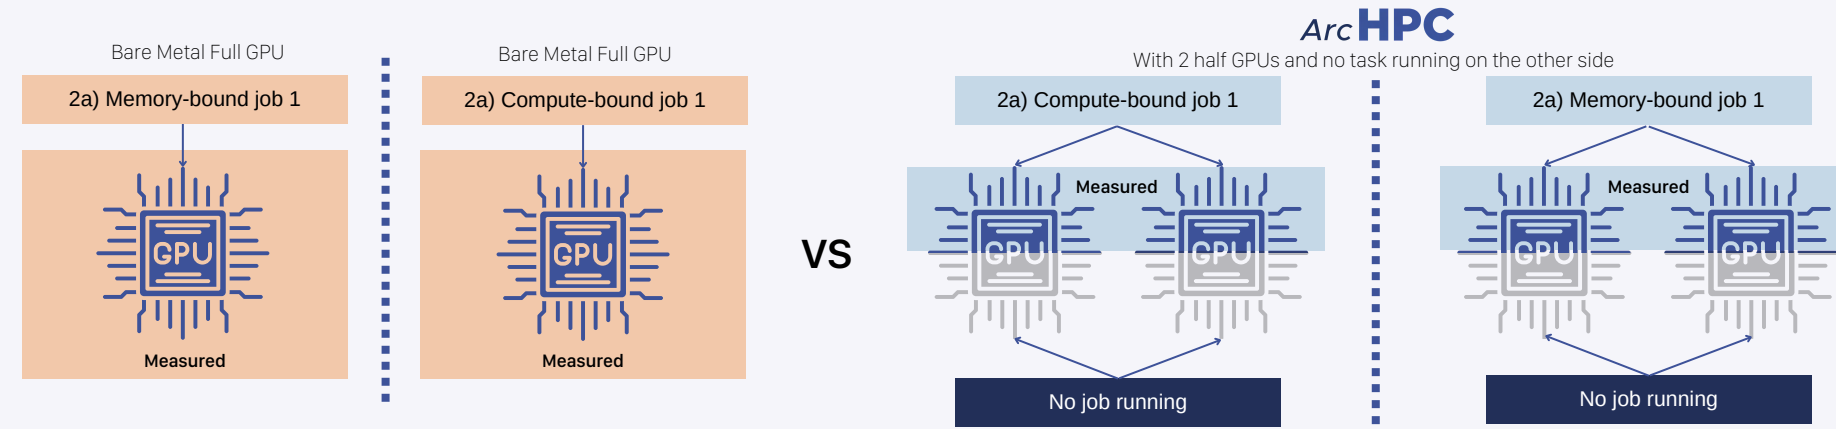 Arc HPC
Bare Metal Full GPU
Bare Metal Full GPU
With 2 half GPUs and no task running on the other side
2a) Memory-bound job 1
2a) Compute-bound job 1
2a) Compute-bound job 1
2a) Memory-bound job 1
Measured
Measured
GPU
GPU
VS
GPU
GPU
GPU
GPU
Measured
Measured
No job running
No job running